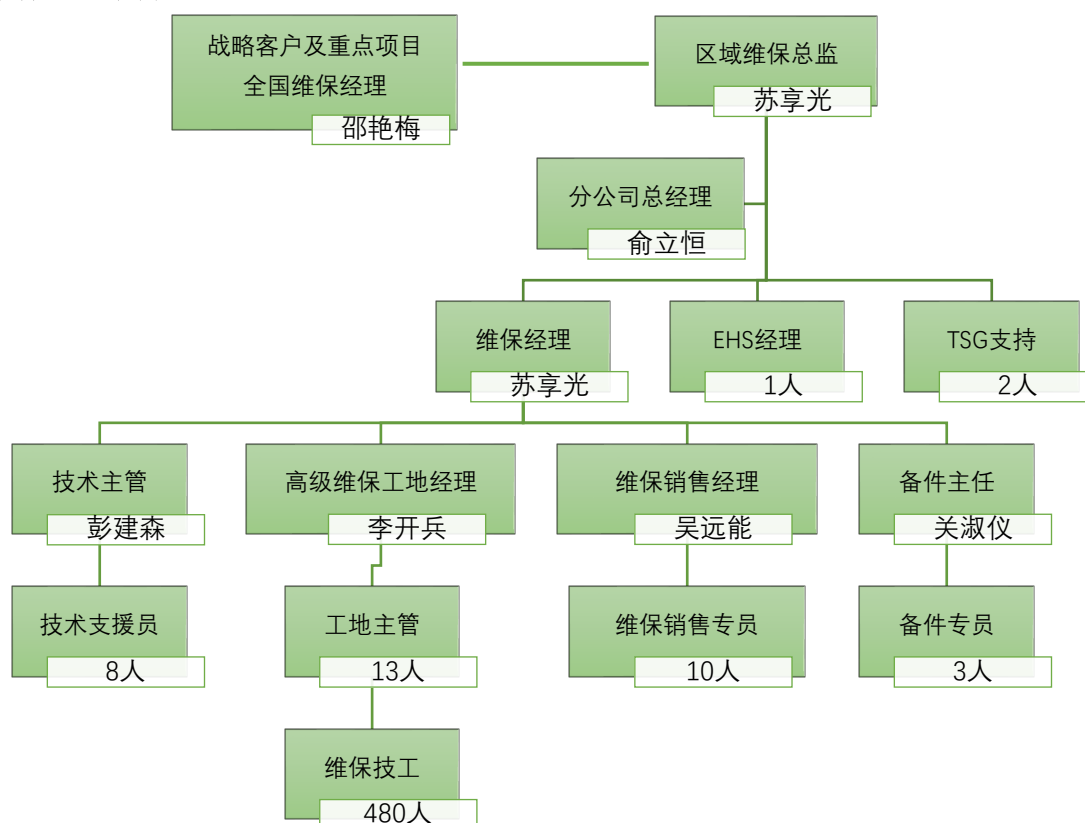 战略客户及重点项目
全国维保经理
邵艳梅
区域维保总监
苏享光
分公司总经理
俞立恒
维保经理
苏享光
EHS经理
1人
TSG支持
2人
技术主管
彭建森
高级维保工地经理
李开兵
维保销售经理
吴远能
备件主任
关淑仪
技术支援员
8人
工地主管
13人
维保销售专员
10人
备件专员
3人
维保技工
480人